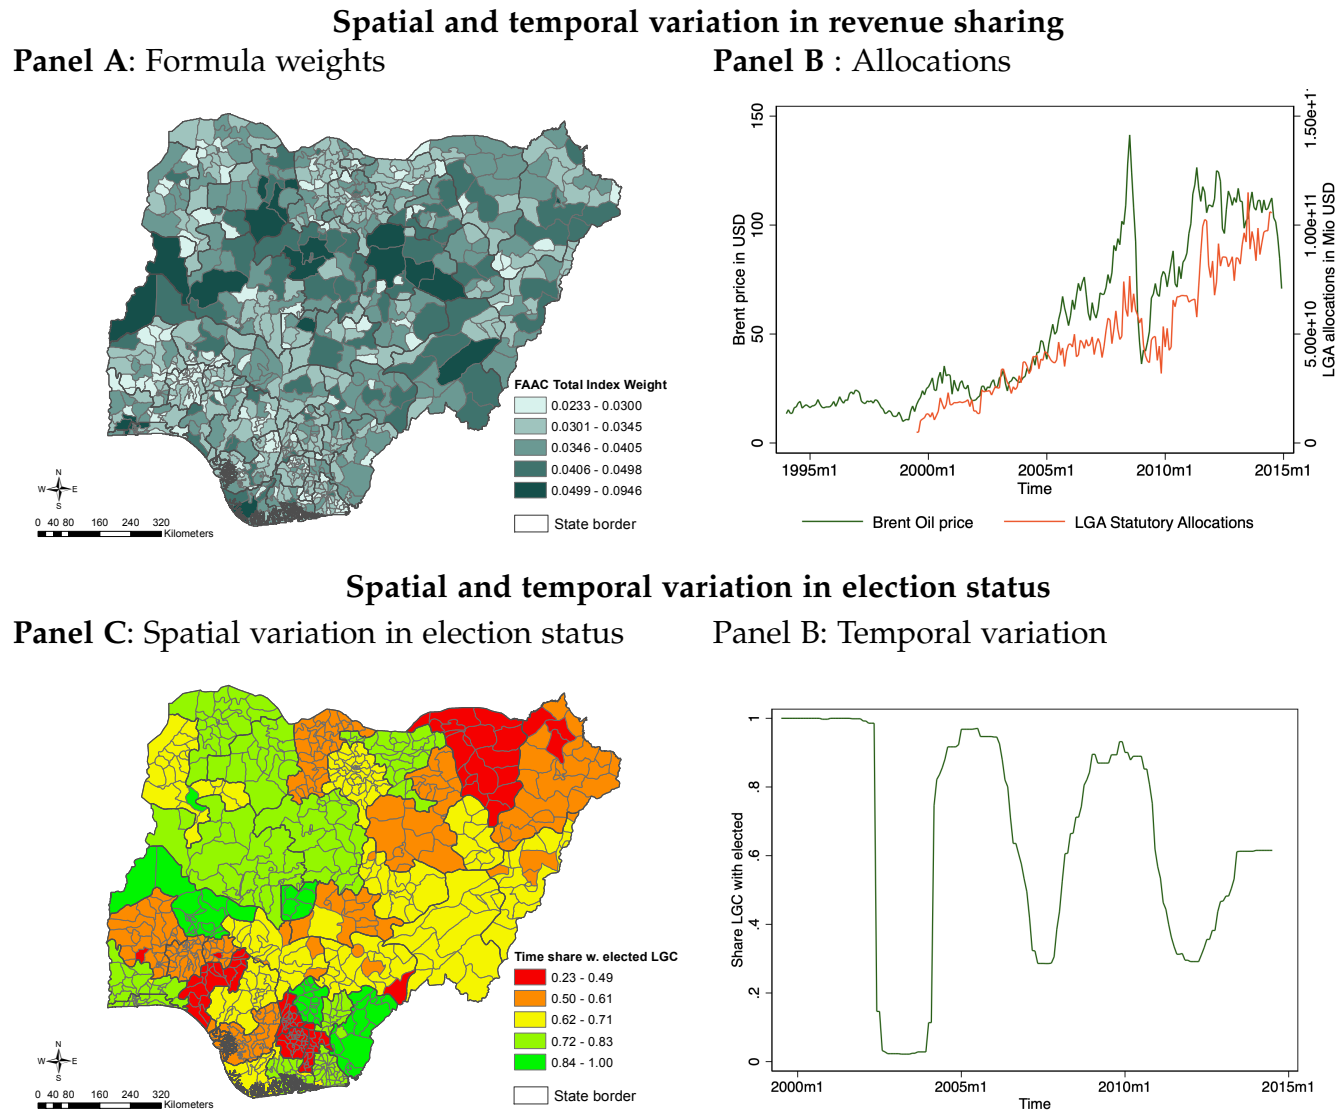 Spatial and temporal variation in revenue sharing
Panel A: Formula weights
Panel B : Allocations
FAAC Total Index Weight
0.0233 - 0.0300
0.0301 - 0.0345
0.0346 - 0.0405
0.0406 - 0.0498
0.0499 - 0.0946
State border
N
W E
S
0 40 80 160 240 320
Kilometers
Brent price in USD
0
50
100
150
LGA allocations in Mio USD
0
5.00e+10
1.00e+11
1.50e+1
1995m1 2000m1 2005m1 2010m1 2015m1
Time
Brent Oil price LGA Statutory Allocations
Spatial and temporal variation in election status
Panel C: Spatial variation in election status
Panel B: Temporal variation
Time share w. elected LGC
0.23 - 0.49
0.50 - 0.61
0.62 - 0.71
0.72 - 0.83
0.84 - 1.00
State border
N
W E
S
0 40 80 160 240 320
Kilometers
Share LGC with elected
0
.2
.4
.6
.8
1
2000m1 2005m1 2010m1 2015m1
Time